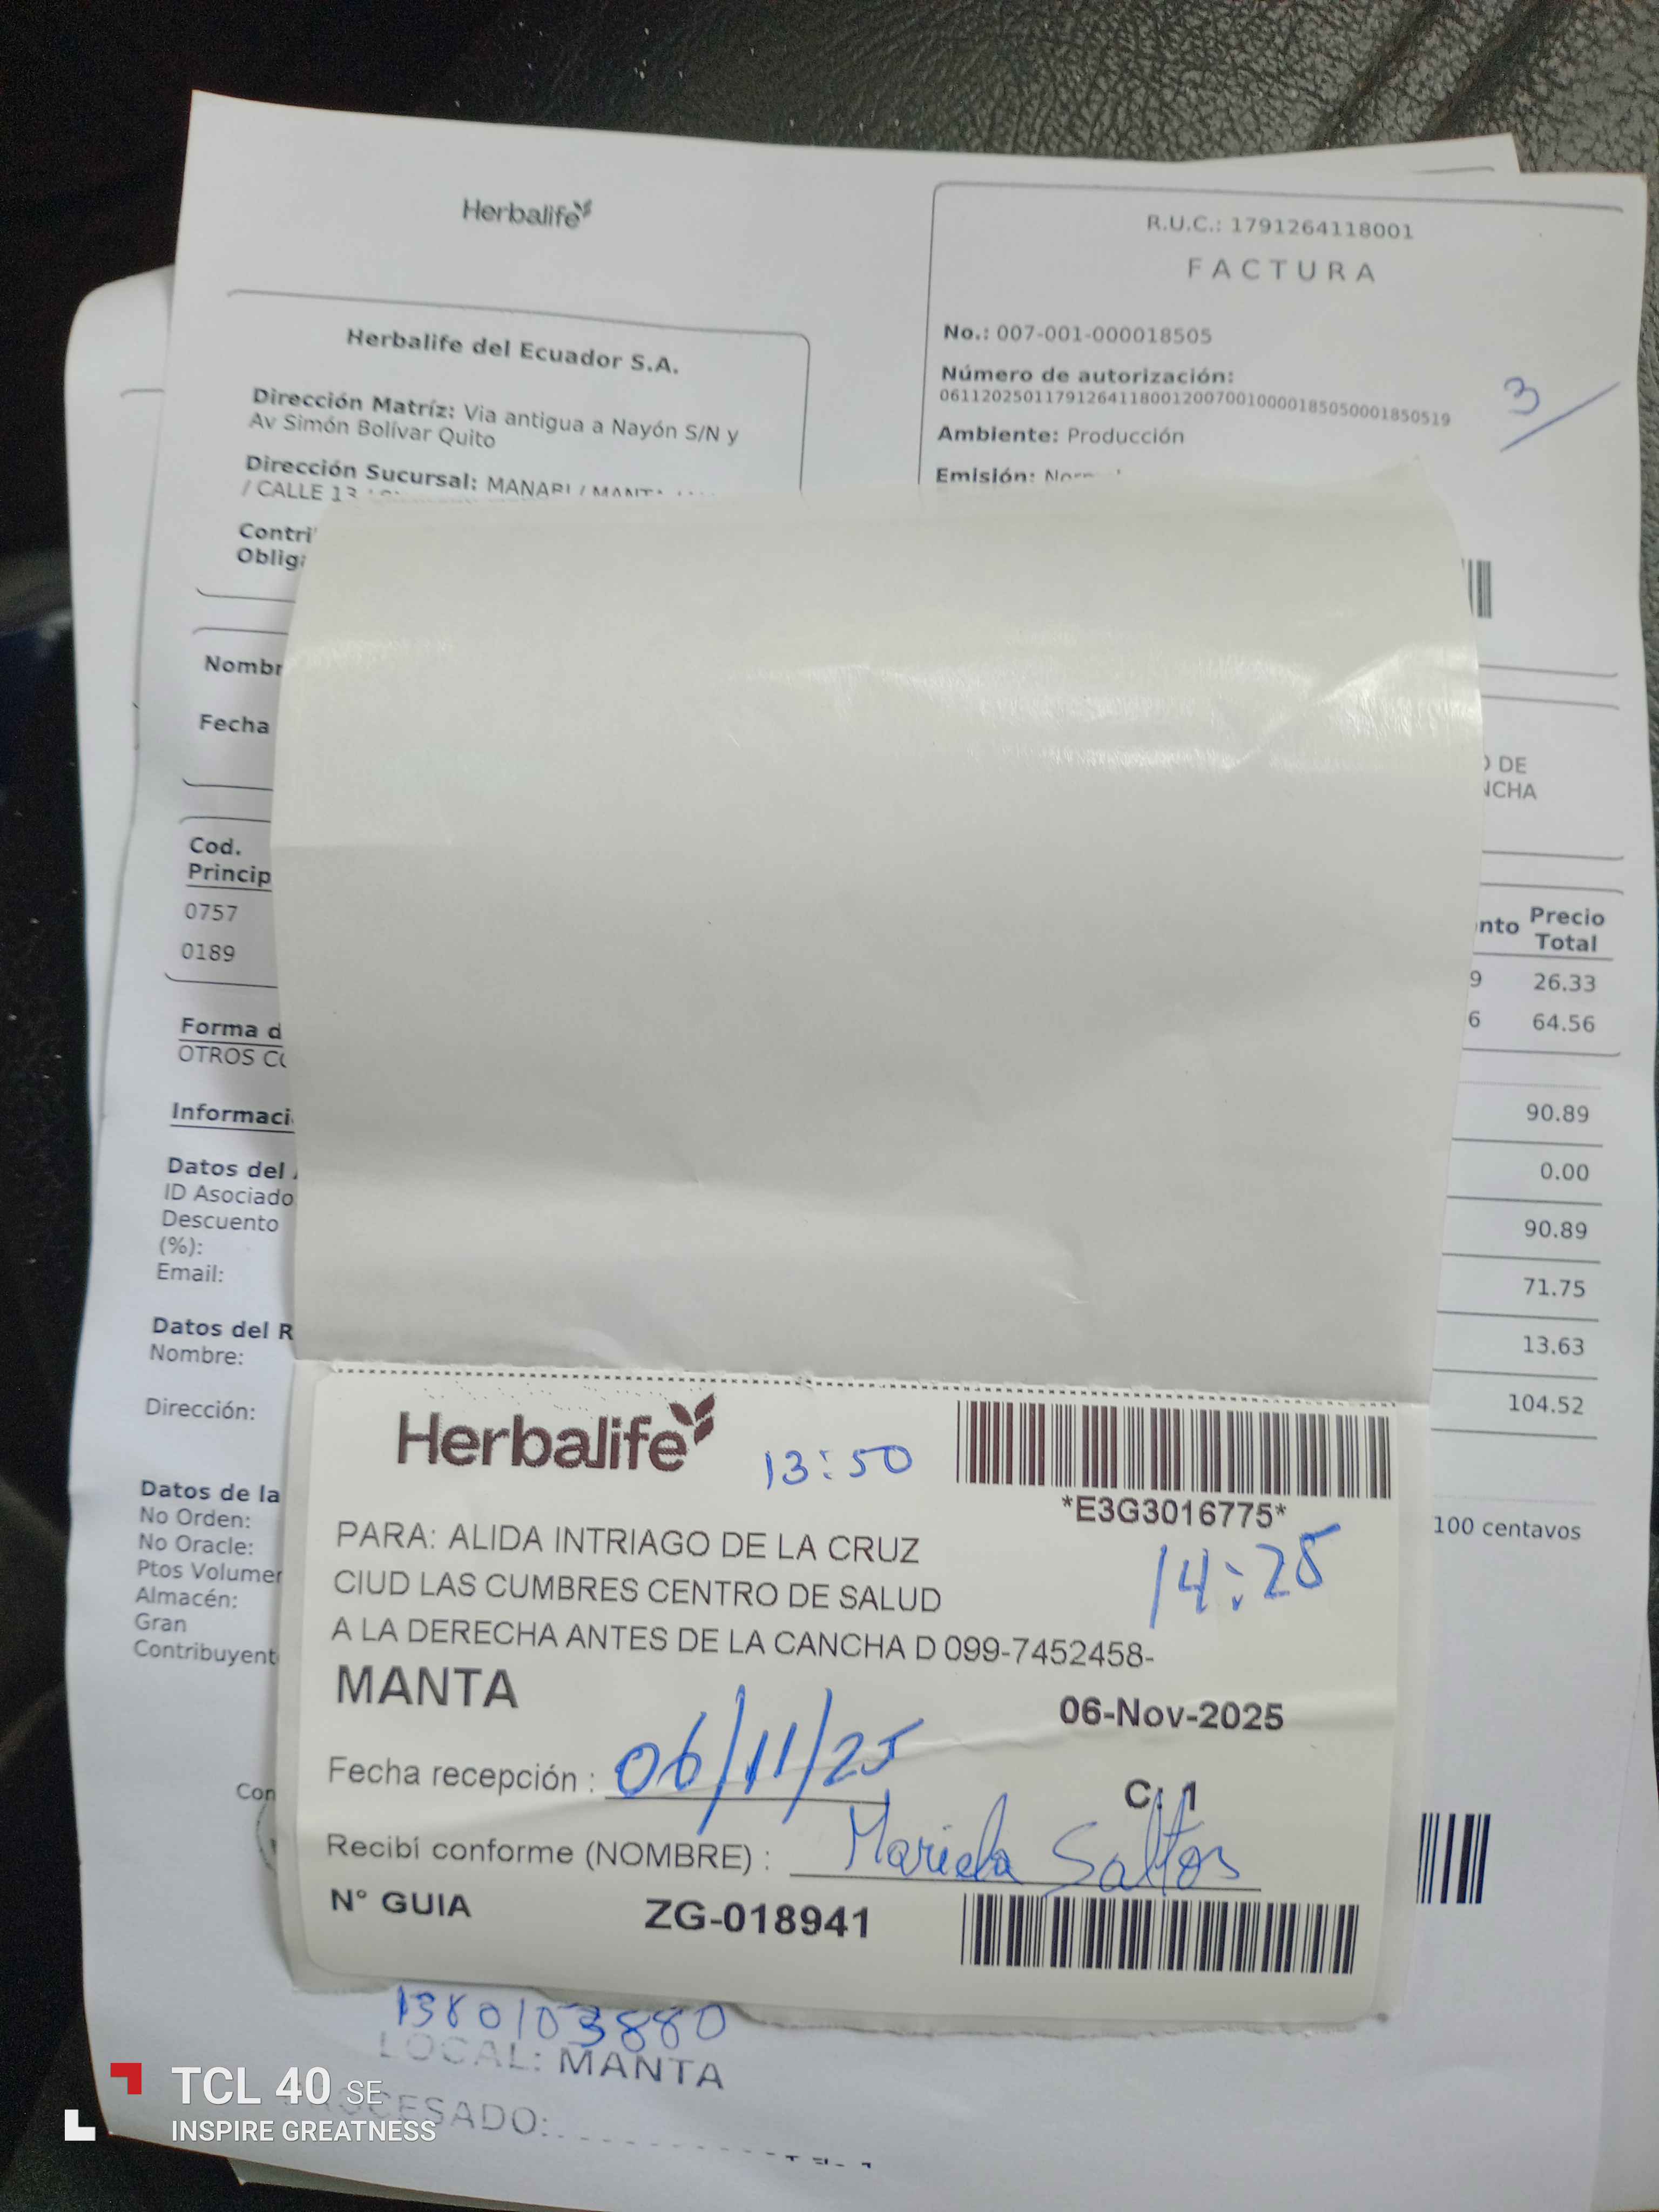 Herbalife
R.U.C.: 1791264118001
FACTURA
No.: 007-001-000018505
Número de autorización:
0611202501179126411800120070010000185050001850519
Ambiente: Producción
Emisión:
3
Herbalife del Ecuador S.A.
Dirección Matríz: Via antigua a Nayón S/N y
Av Simón Bolívar Quito
Dirección Sucursal: MANABI / MANTA
/ CALLE 13
Contri
Oblig
Nombr
Fecha
DE
NCHA
Cod.
Princip
nto Precio
Total
0757
9 26.33
0189
6 64.56
Forma d
OTROS CO
90.89
Informaci
0.00
Datos del
ID Asociado
Descuento
(%):
90.89
Email:
71.75
Datos del R
Nombre:
13.63
Dirección:
104.52
Datos de la
No Orden:
100 centavos
No Oracle:
Ptos Volumen
Almacén:
Gran
Contribuyent
Con
Herbalife
13:50
*E3G3016775*
PARA: ALIDA INTRIAGO DE LA CRUZ
14:25
CIUD LAS CUMBRES CENTRO DE SALUD
A LA DERECHA ANTES DE LA CANCHA D 099-7452458-
MANTA
06-Nov-2025
Fecha recepción : 06/11/25
C: 1
Recibí conforme (NOMBRE) : Mariela Saltos
N° GUIA ZG-018941
1380103880
LOCAL: MANTA
OCESADO:
TCL 40 SE
INSPIRE GREATNESS